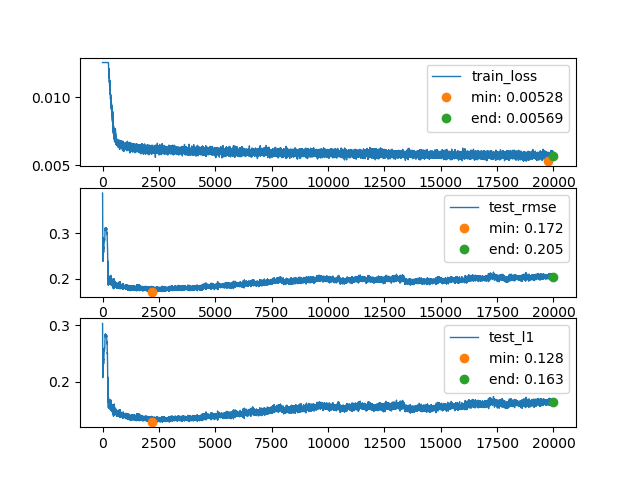 train_loss
min: 0.00528
end: 0.00569
0.010
0.005
0 2500 5000 7500 10000 12500 15000 17500 20000
test_rmse
min: 0.172
end: 0.205
0.3
0.2
0 2500 5000 7500 10000 12500 15000 17500 20000
test_l1
min: 0.128
end: 0.163
0.3
0.2
0 2500 5000 7500 10000 12500 15000 17500 20000